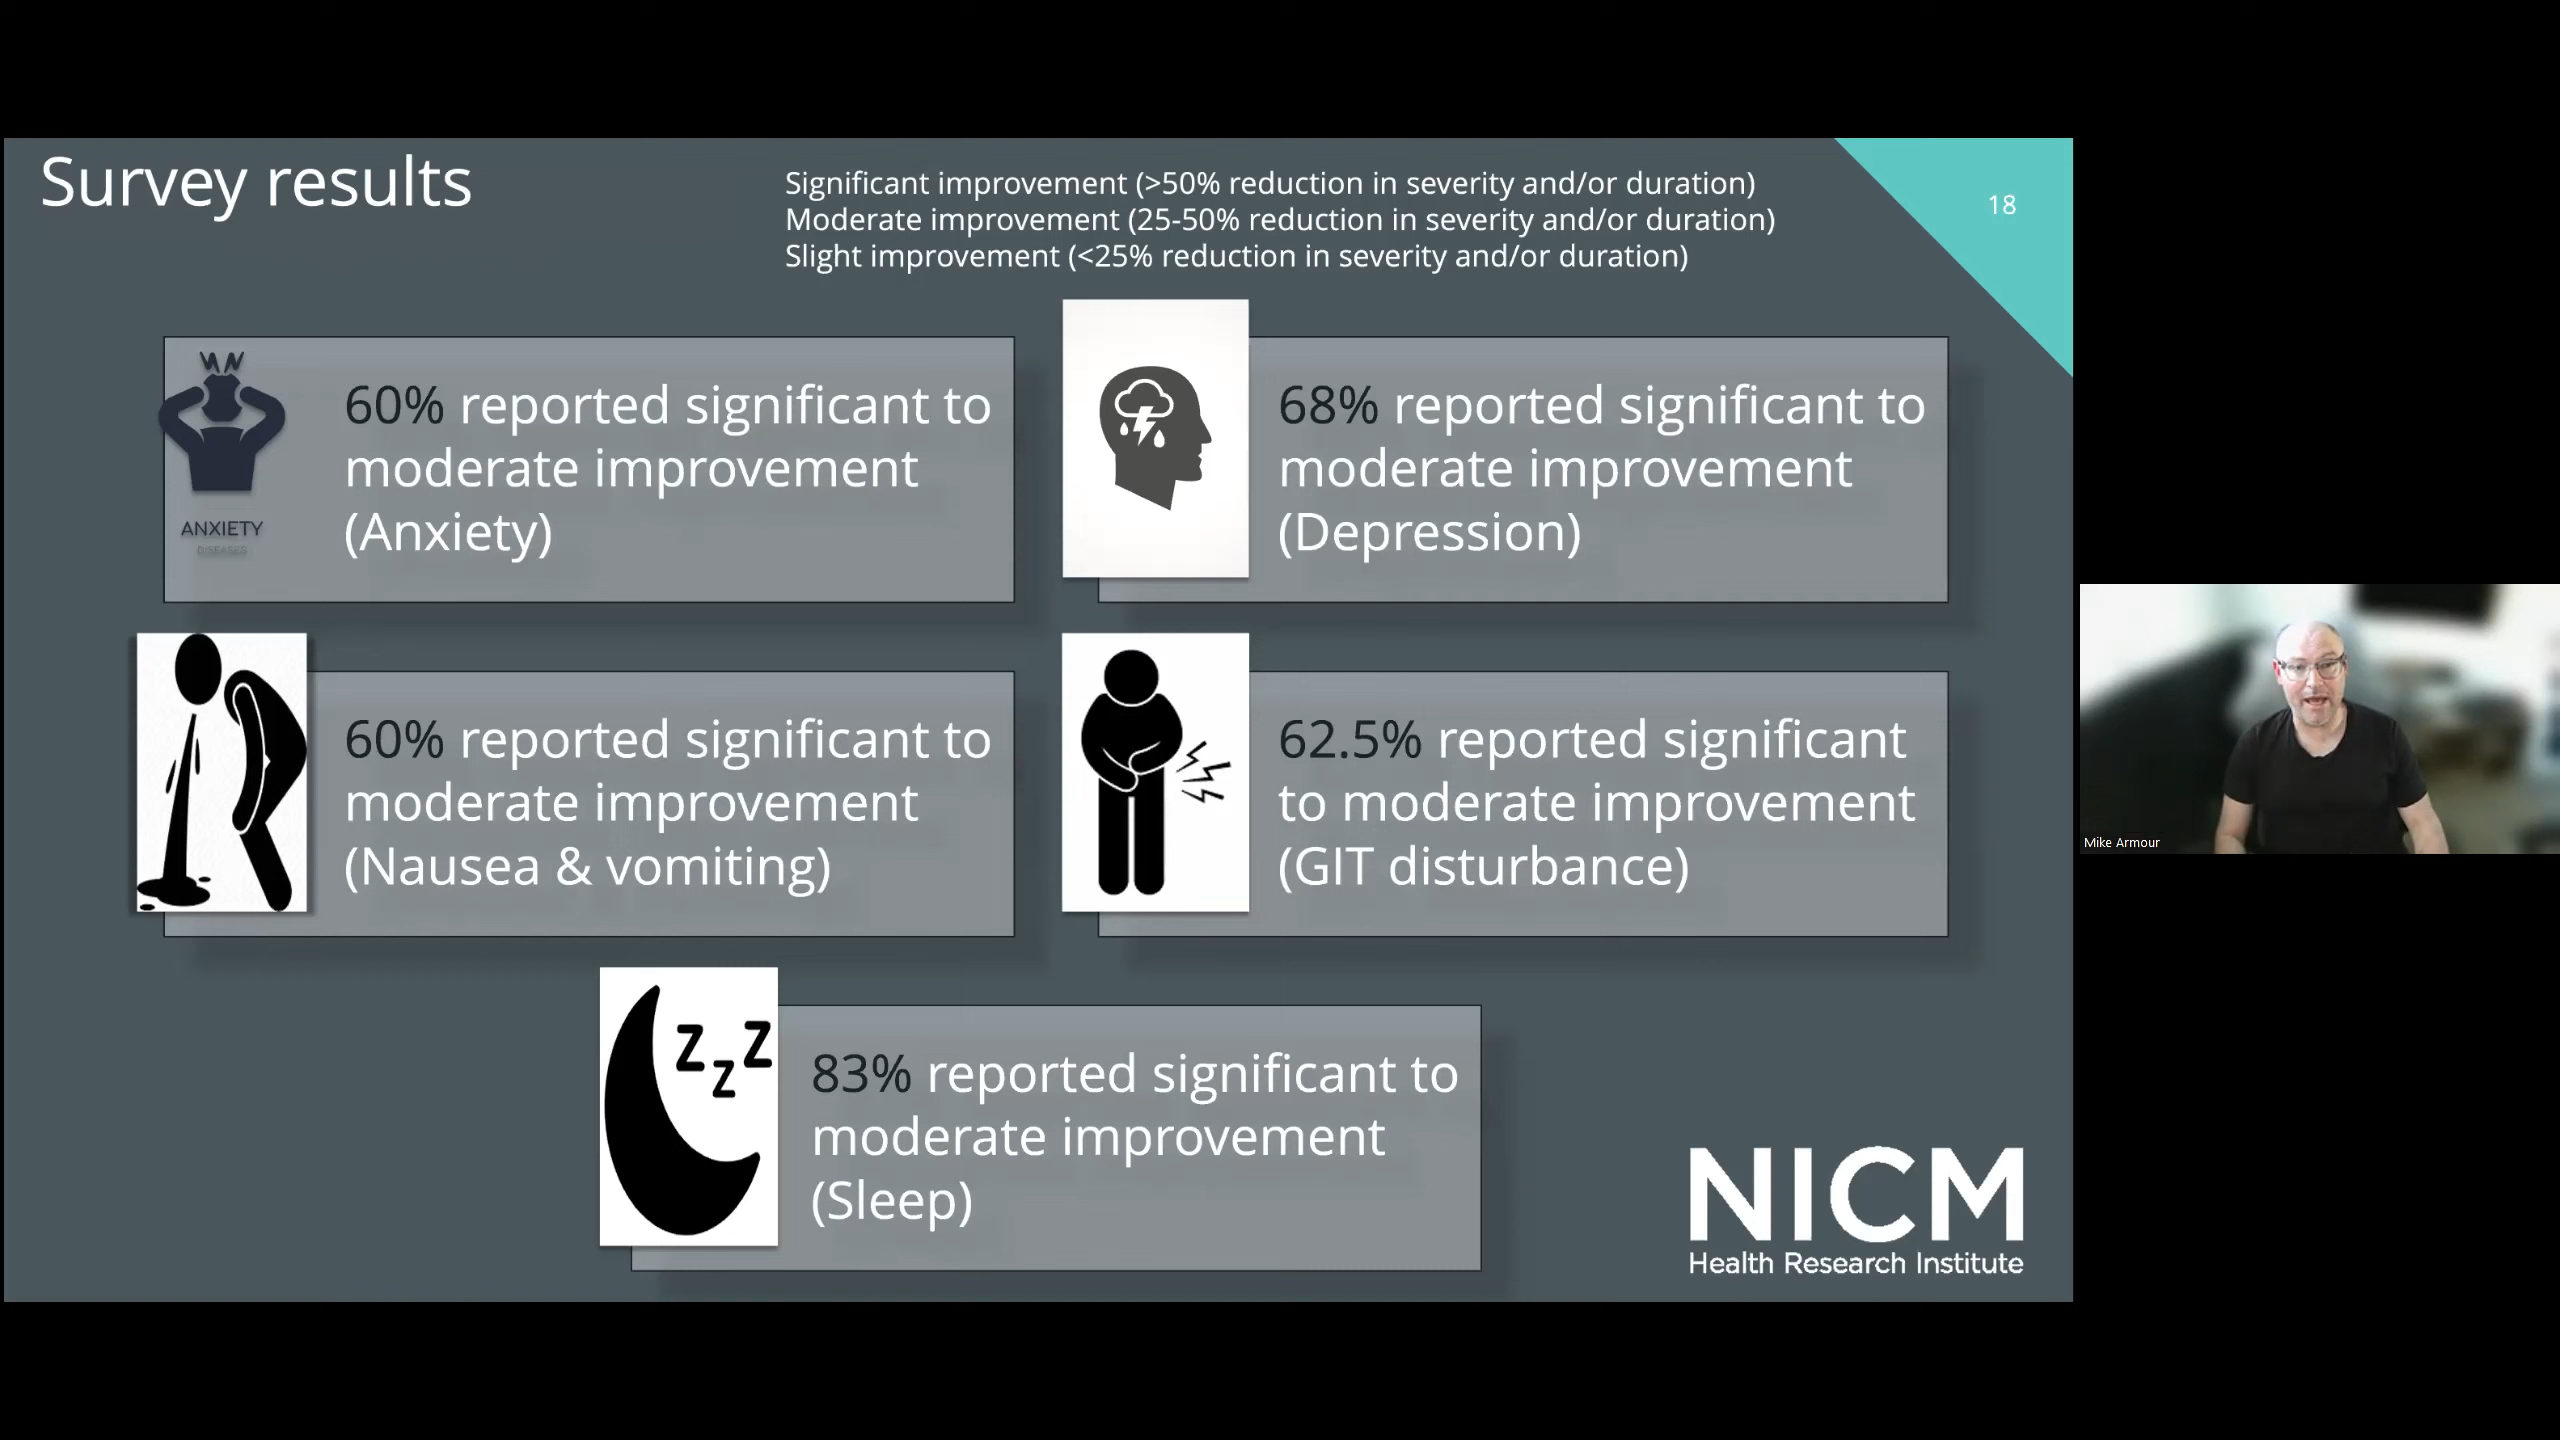 Survey results
Significant improvement (>50% reduction in severity and/or duration)
Moderate improvement (25-50% reduction in severity and/or duration)
Slight improvement (<25% reduction in severity and/or duration)
18
60% reported significant to
moderate improvement
(Anxiety)
ANXIETY
DISEASES
68% reported significant to
moderate improvement
(Depression)
60% reported significant to
moderate improvement
(Nausea & vomiting)
62.5% reported significant
to moderate improvement
(GIT disturbance)
Z Z Z
83% reported significant to
moderate improvement
(Sleep)
NICM
Health Research Institute
Mike Armour